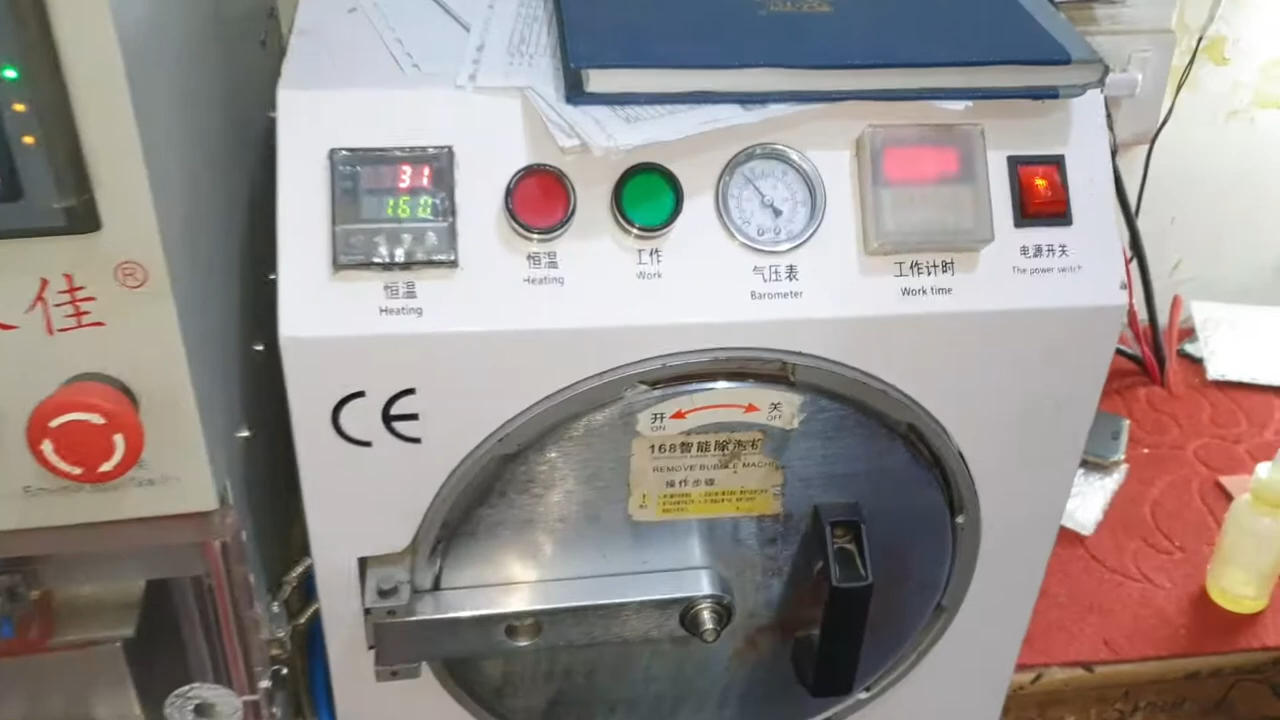 31
160
恒温
Heating
恒温
Heating
工作
Work
气压表
Barometer
工作计时
Work time
电源开关
The power switch
佳®
CE
开
ON
关
OFF
168智能除泡机
REMOVE BUBBLE MACHI
操作步骤